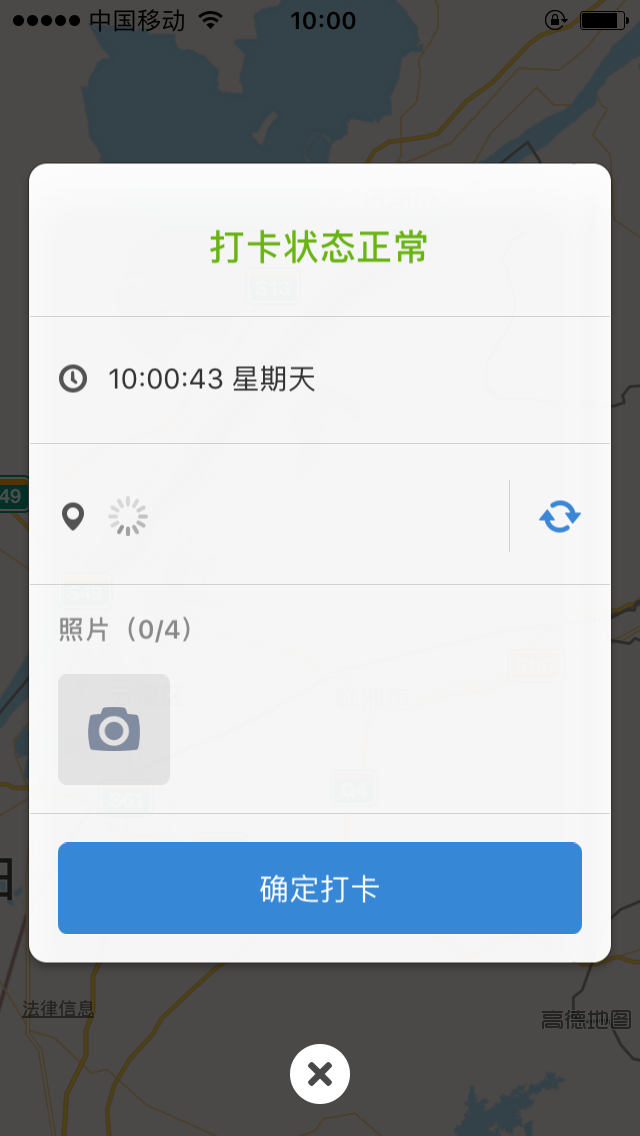 中国移动
10:00
打卡状态正常
10:00:43 星期天
49
照片（0/4）
确定打卡
法律信息
高德地图